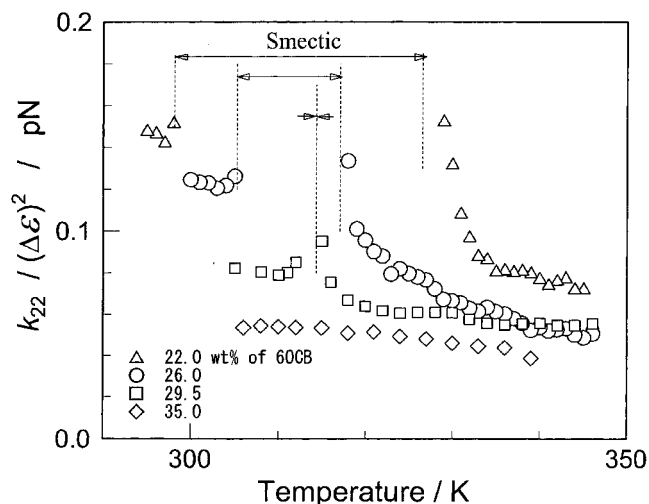 Smectic
k₂₂ / (Δε)² / pN
0.2
0.1
0.0
22.0 wt% of 6OCB
26.0
29.5
35.0
300
350
Temperature / K